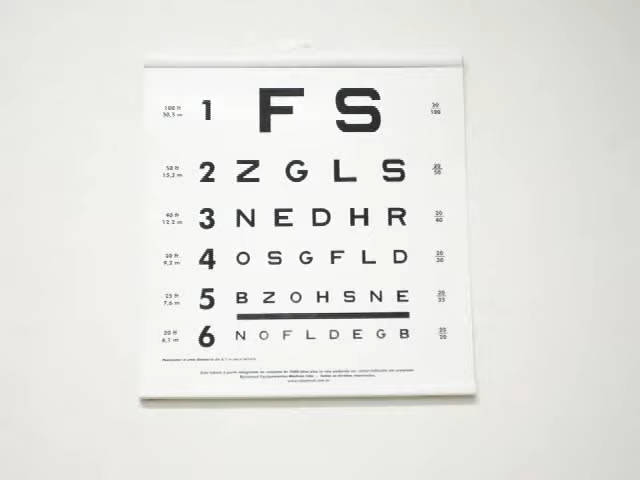 100 ft 30,5 m 1 F S 20 100
50 ft 15,2 m 2 Z G L S 20 50
40 ft 12,2 m 3 N E D H R 20 40
30 ft 9,2 m 4 O S G F L D 20 30
25 ft 7,6 m 5 B Z O H S N E 20 25
20 ft 6,1 m 6 N O F L D E G B 20 20